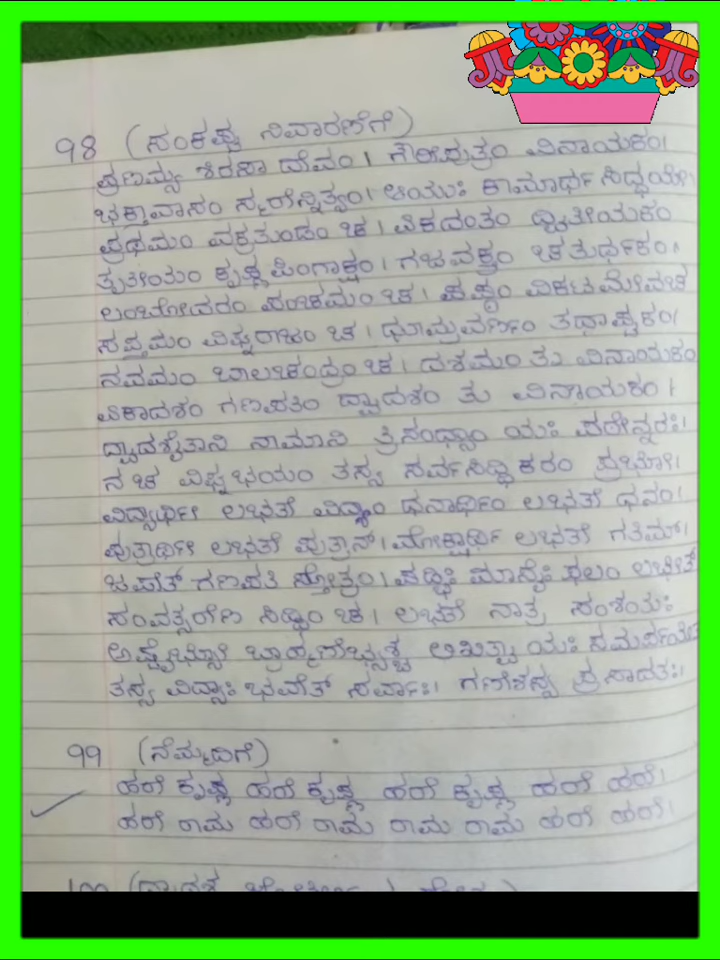 98 (ಸಂಕಷ್ಟ ನಿವಾರಣೆಗೆ)
ಪ್ರಣಮ್ಯ ಶಿರಸಾ ದೇವಂ। ಗೌರೀಪುತ್ರಂ ವಿನಾಯಕಂ।
ಭಕ್ತಾವಾಸಂ ಸ್ಮರೇನ್ನಿತ್ವಂ। ಆಯುಃ ಕಾಮಾರ್ಥ ಸಿದ್ಧಯೇ।
ಪ್ರಥಮಂ ವಕ್ರತುಂಡಂ ಚ। ಏಕದಂತಂ ದ್ವಿತೀಯಕಂ
ತೃತೀಯಂ ಕೃಷ್ಣ ಪಿಂಗಾಕ್ಷಂ। ಗಜವಕ್ತ್ರಂ ಚತುರ್ಥಕಂ।
ಲಂಬೋದರಂ ಪಂಚಮಂ ಚ। ಷಷ್ಠಂ ವಿಕಟಮೇವಚ
ಸಪ್ತಮಂ ವಿಘ್ನರಾಜಂ ಚ। ಧೂಮ್ರವರ್ಣಂ ತಥಾಷ್ಟಕಂ।
ನವಮಂ ಬಾಲಚಂದ್ರಂ ಚ। ದಶಮಂ ತು ವಿನಾಯಕಂ
ಏಕಾದಶಂ ಗಣಪತಂ ದ್ವಾದಶಂ ತು ವಿನಾಯಕಂ।
ದ್ವಾದಶೈತಾನಿ ನಾಮಾನಿ ತ್ರಸಂಧ್ಯಾಂ ಯಃ ಪಠೇನ್ನರಃ।
ನ ಚ ವಿಘ್ನಭಯಂ ತಸ್ಯ ಸರ್ವಸಿದ್ಧಿಕರಂ ಪ್ರಭೋ।
ವಿದ್ಯಾರ್ಥೀ ಲಭತೇ ವಿದ್ಯಾಂ ಧನಾರ್ಥಿಂ ಲಭತೇ ಧನಂ।
ಪುತ್ರಾರ್ಥೀ ಲಭತೇ ಪುತ್ರಾನ್। ಮೋಕ್ಷಾರ್ಥಿ ಲಭತೇ ಗತಿಮ್।
ಜಪೇತ್ ಗಣಪತಿ ಸ್ತೋತ್ರಂ। ಷಡ್ಭಿಃ ಮಾಸ್ಯೆಃ ಫಲಂ ಲಭೇತ್
ಸಂವತ್ಸರೇಣ ಸಿದ್ಧಿಂ ಚ। ಲಭತೇ ನಾತ್ರ ಸಂಶಯಃ
ಅಷ್ಟೈಭ್ಯೋ ಬ್ರಾಹ್ಮಣೇಭ್ಯಶ್ಚ ಲಿಖಿತ್ವಾ ಯಃ ಸಮರ್ಪಯೇತ್
ತಸ್ಯ ವಿದ್ಯಾಃ ಭವೇತ್ ಸರ್ವಾಃ। ಗಣೇಶಸ್ಯ ಪ್ರಸಾದತಃ।
99 (ನೆಮ್ಮದಿಗೆ)
ಹರೇ ಕೃಷ್ಣ ಹರೇ ಕೃಷ್ಣ ಹರೇ ಕೃಷ್ಣ ಹರೇ ಹರೇ।
ಹರೇ ರಾಮ ಹರೇ ರಾಮ ರಾಮ ರಾಮ ಹರೇ ಹರೇ।